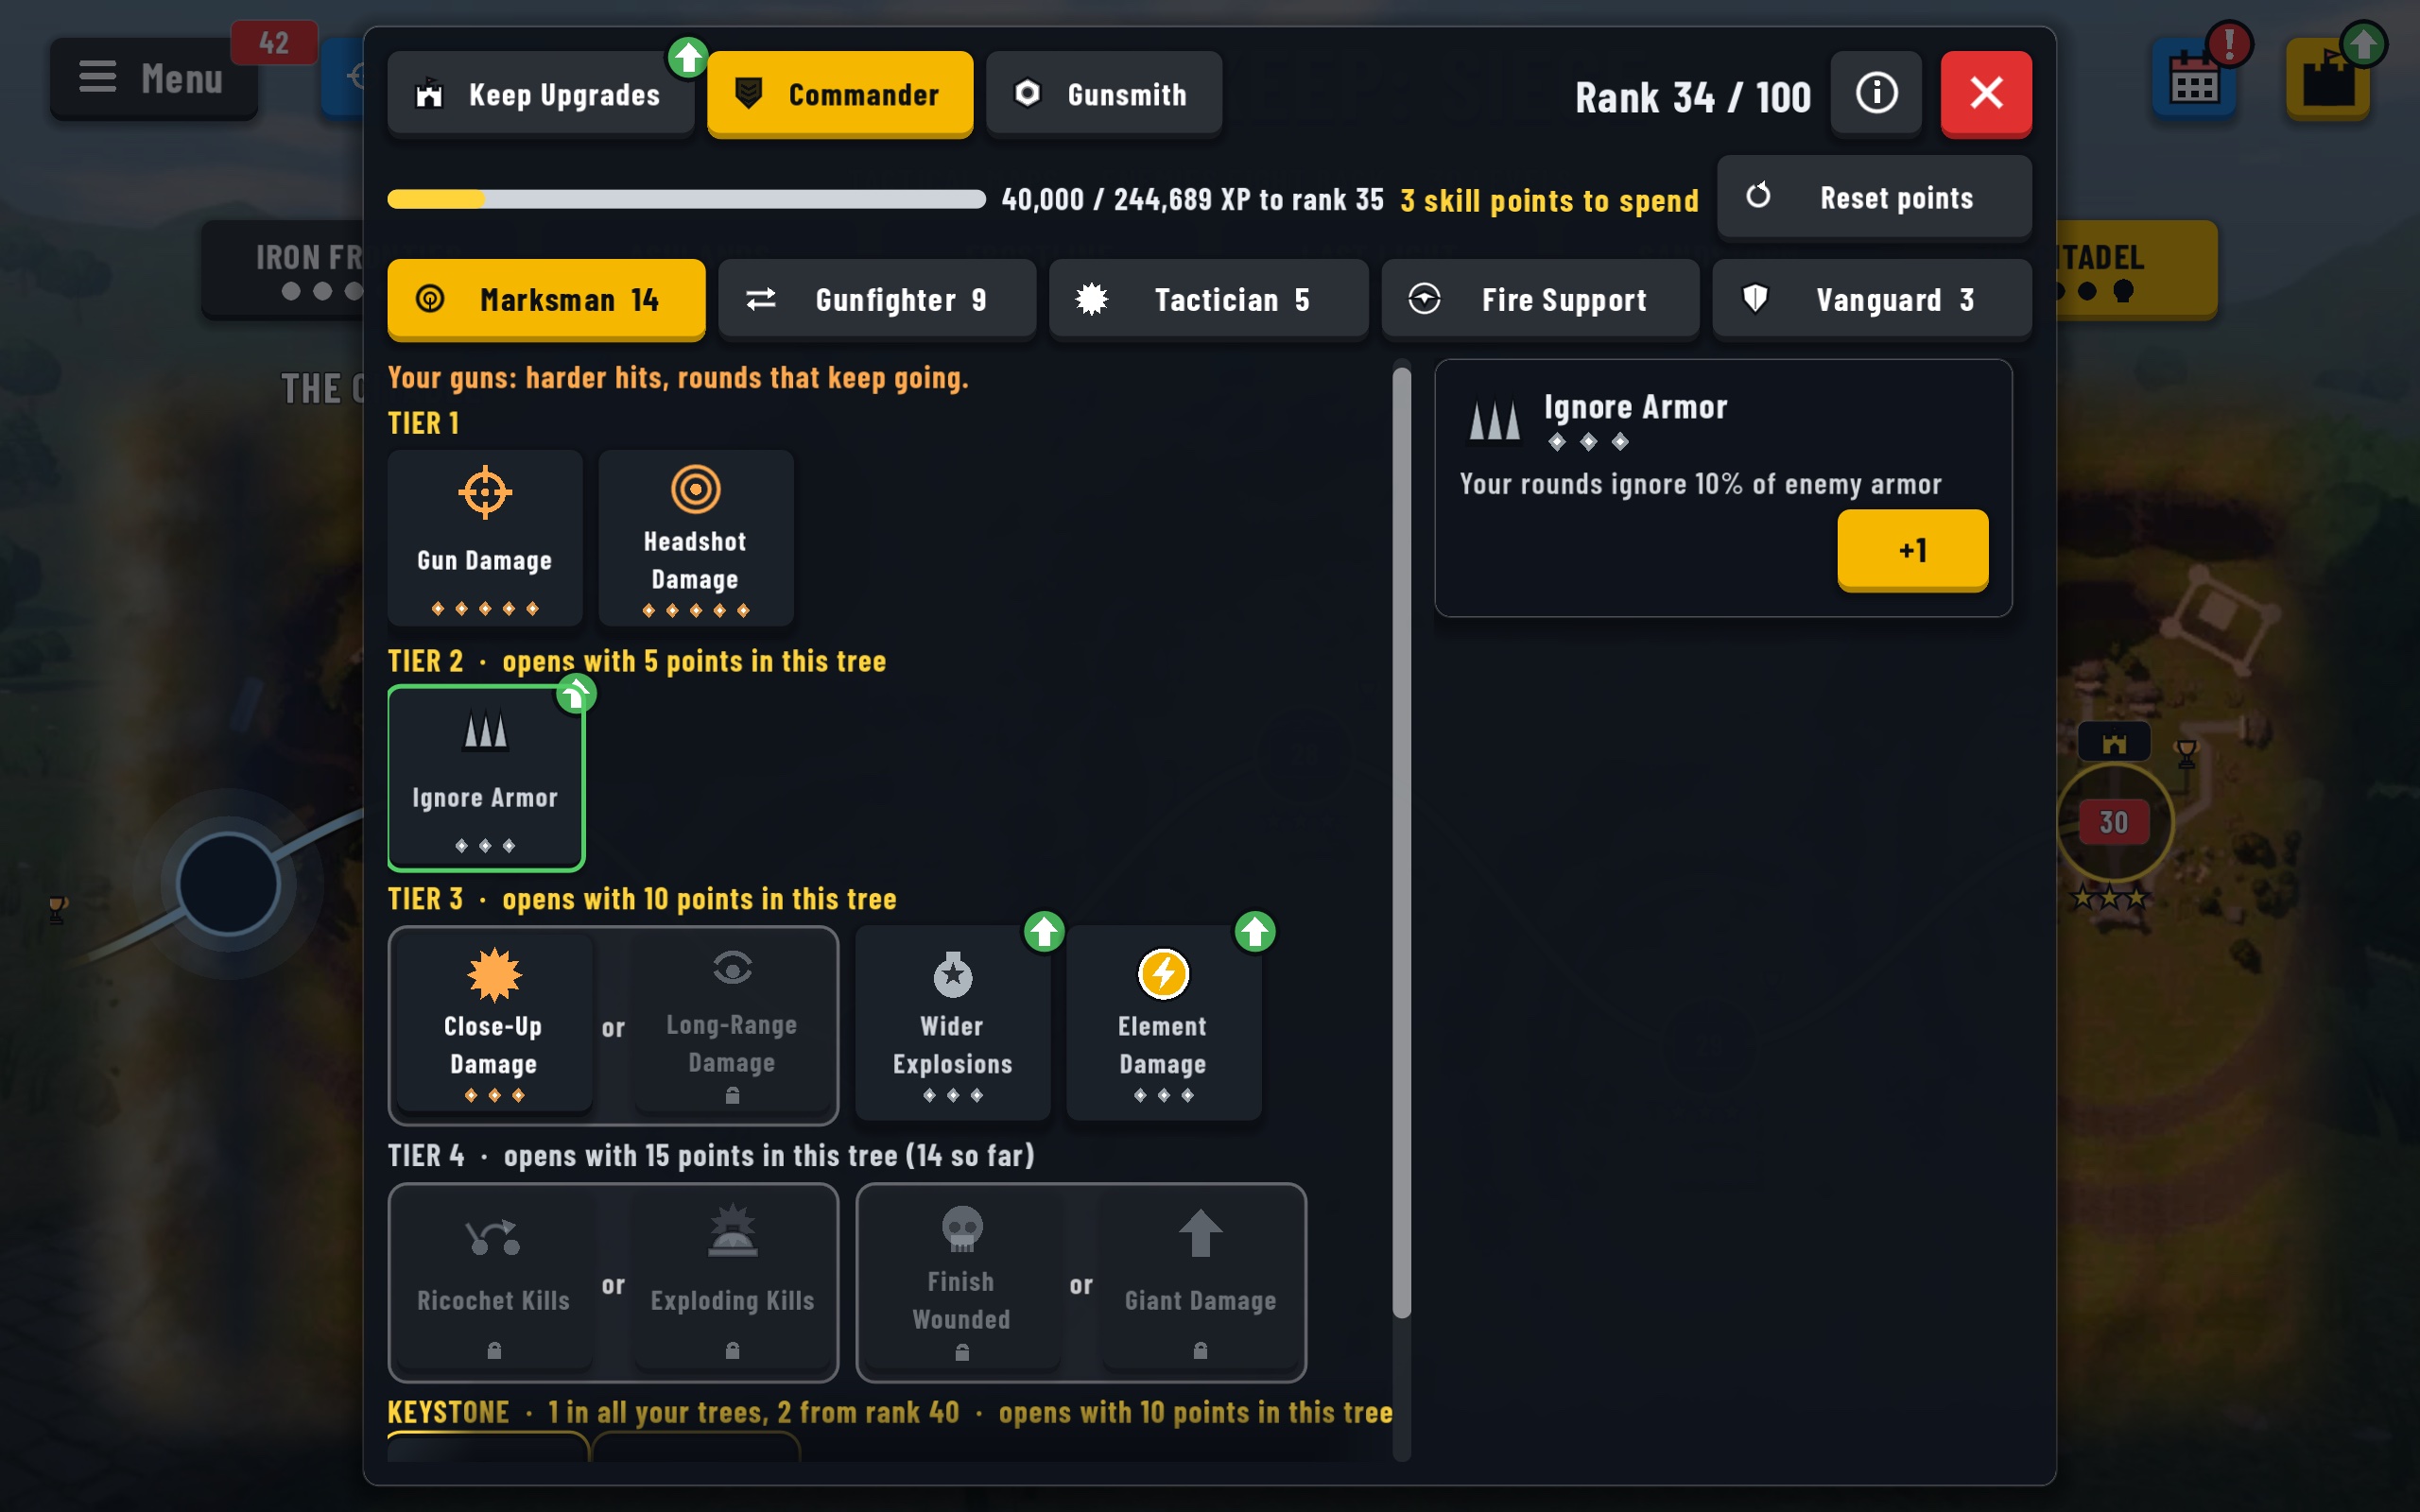 42
Menu
Keep Upgrades
Commander
Gunsmith
Rank 34 / 100
40,000 / 244,689 XP to rank 35
3 skill points to spend
Reset points
IRON FR
TADEL
Marksman 14
Gunfighter 9
Tactician 5
Fire Support
Vanguard 3
THE
Your guns: harder hits, rounds that keep going.
TIER 1
Gun Damage
Headshot
Damage
Ignore Armor
Your rounds ignore 10% of enemy armor
+1
TIER 2 · opens with 5 points in this tree
Ignore Armor
TIER 3 · opens with 10 points in this tree
Close-Up
Damage
or
Long-Range
Damage
Wider
Explosions
Element
Damage
30
TIER 4 · opens with 15 points in this tree (14 so far)
Ricochet Kills
or
Exploding Kills
Finish
Wounded
or
Giant Damage
KEYSTONE · 1 in all your trees, 2 from rank 40 · opens with 10 points in this tree